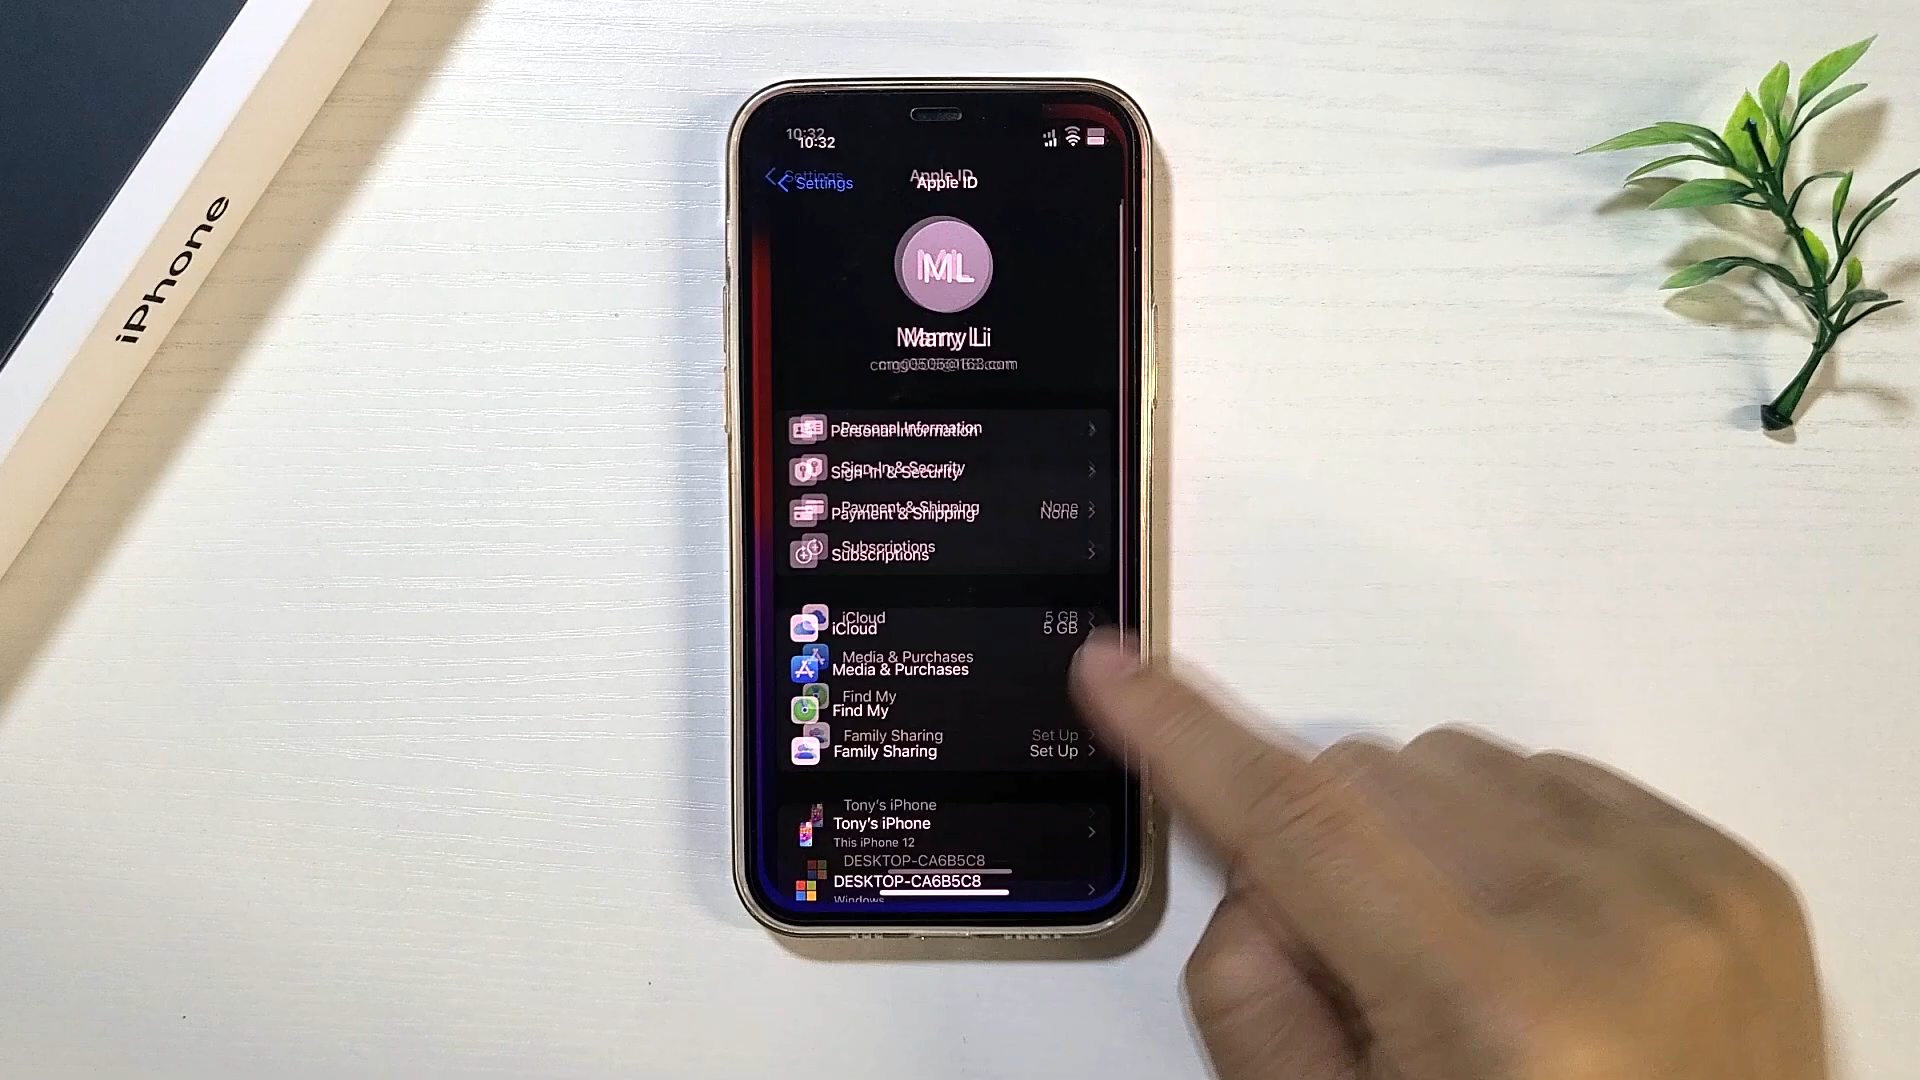 iPhone
10:32
Settings
Apple ID
ML
Personal Information
Sign-In & Security
Payment & Shipping None
Subscriptions
iCloud 5 GB
Media & Purchases
Find My
Family Sharing Set Up
Tony's iPhone
This iPhone 12
DESKTOP-CA6B5C8
Windows